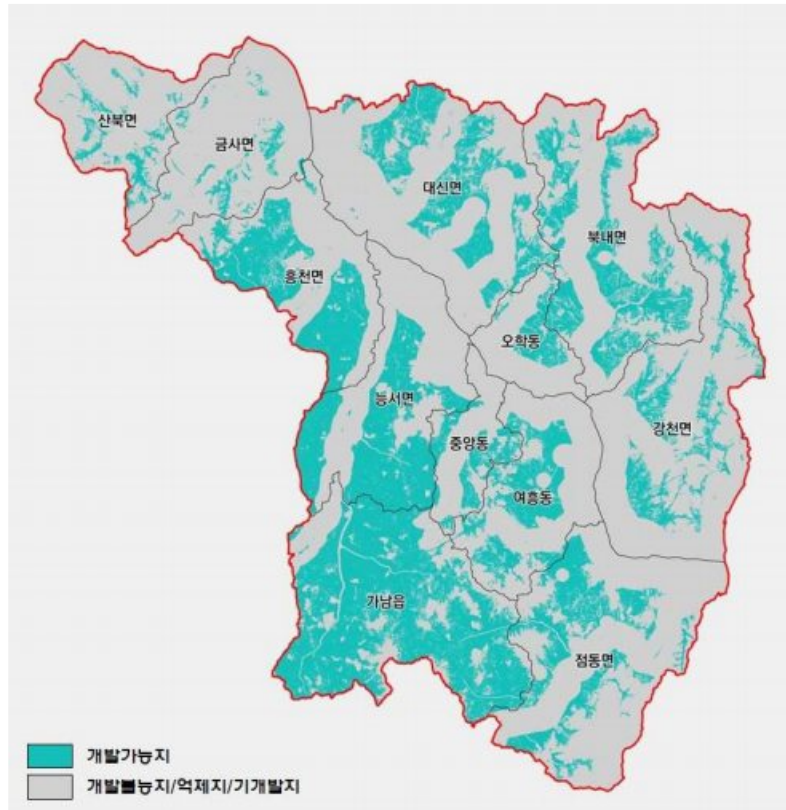 산북면
금사면
대신면
북내면
흥천면
오학동
능서면
강천면
중앙동
여흥동
가남읍
점동면
개발가능지
개발불능지/억제지/기개발지